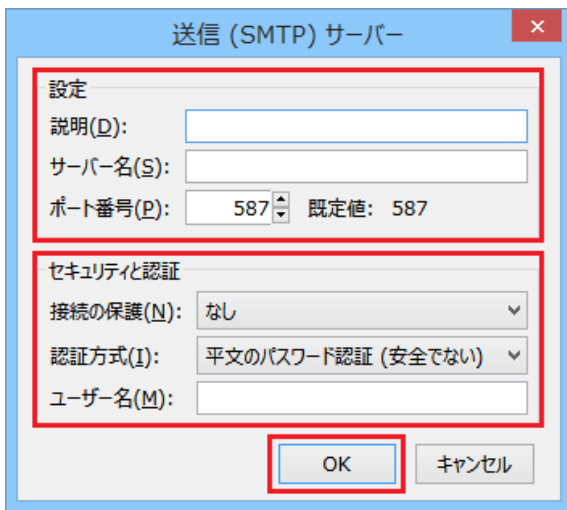 送信 (SMTP) サーバー
設定
説明(D):
サーバー名(S):
ポート番号(P): 587 既定値: 587
セキュリティと認証
接続の保護(N): なし
認証方式(I): 平文のパスワード認証 (安全でない)
ユーザー名(M):
OK キャンセル